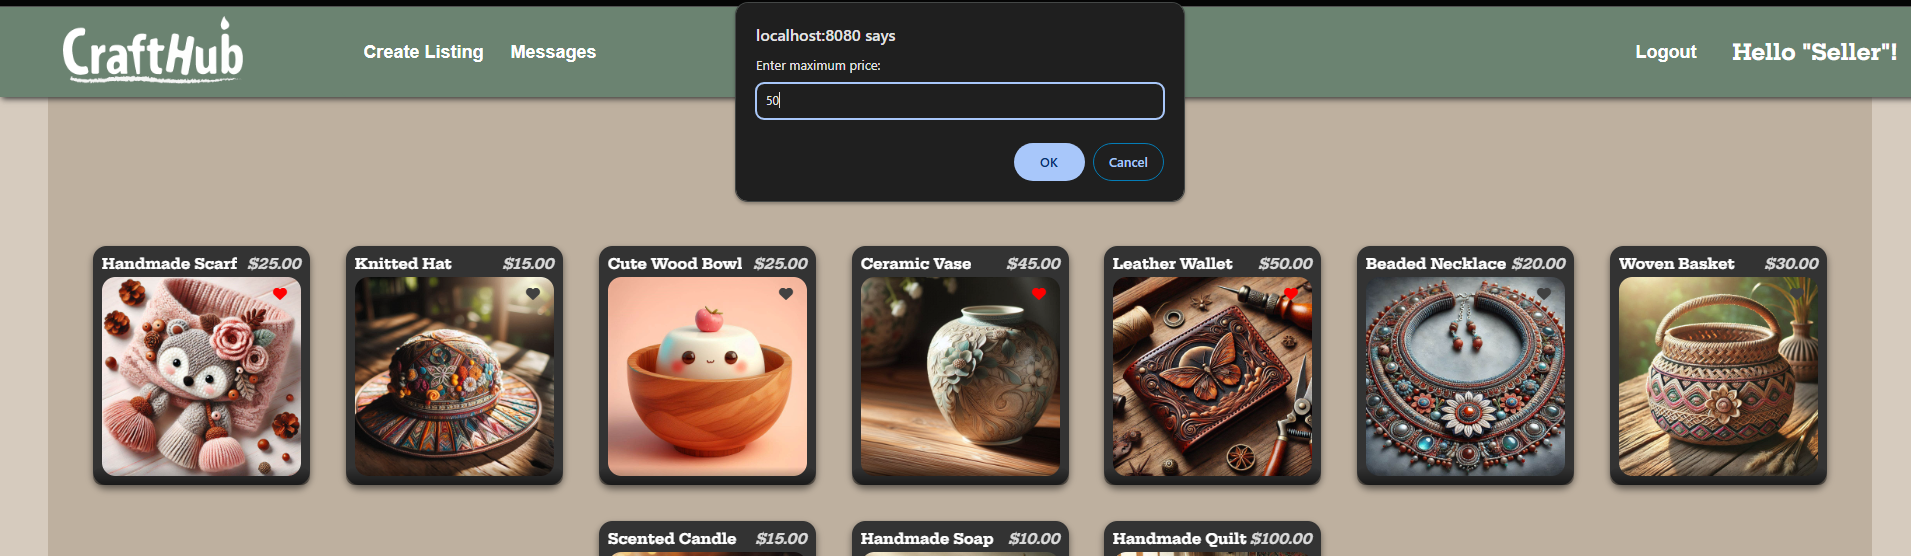 CraftHub
Create Listing
Messages
localhost:8080 says
Enter maximum price:
50
OK
Cancel
Logout
Hello "Seller"!
Handmade Scarf $25.00
Knitted Hat $15.00
Cute Wood Bowl $25.00
Ceramic Vase $45.00
Leather Wallet $50.00
Beaded Necklace $20.00
Woven Basket $30.00
Scented Candle $15.00
Handmade Soap $10.00
Handmade Quilt $100.00